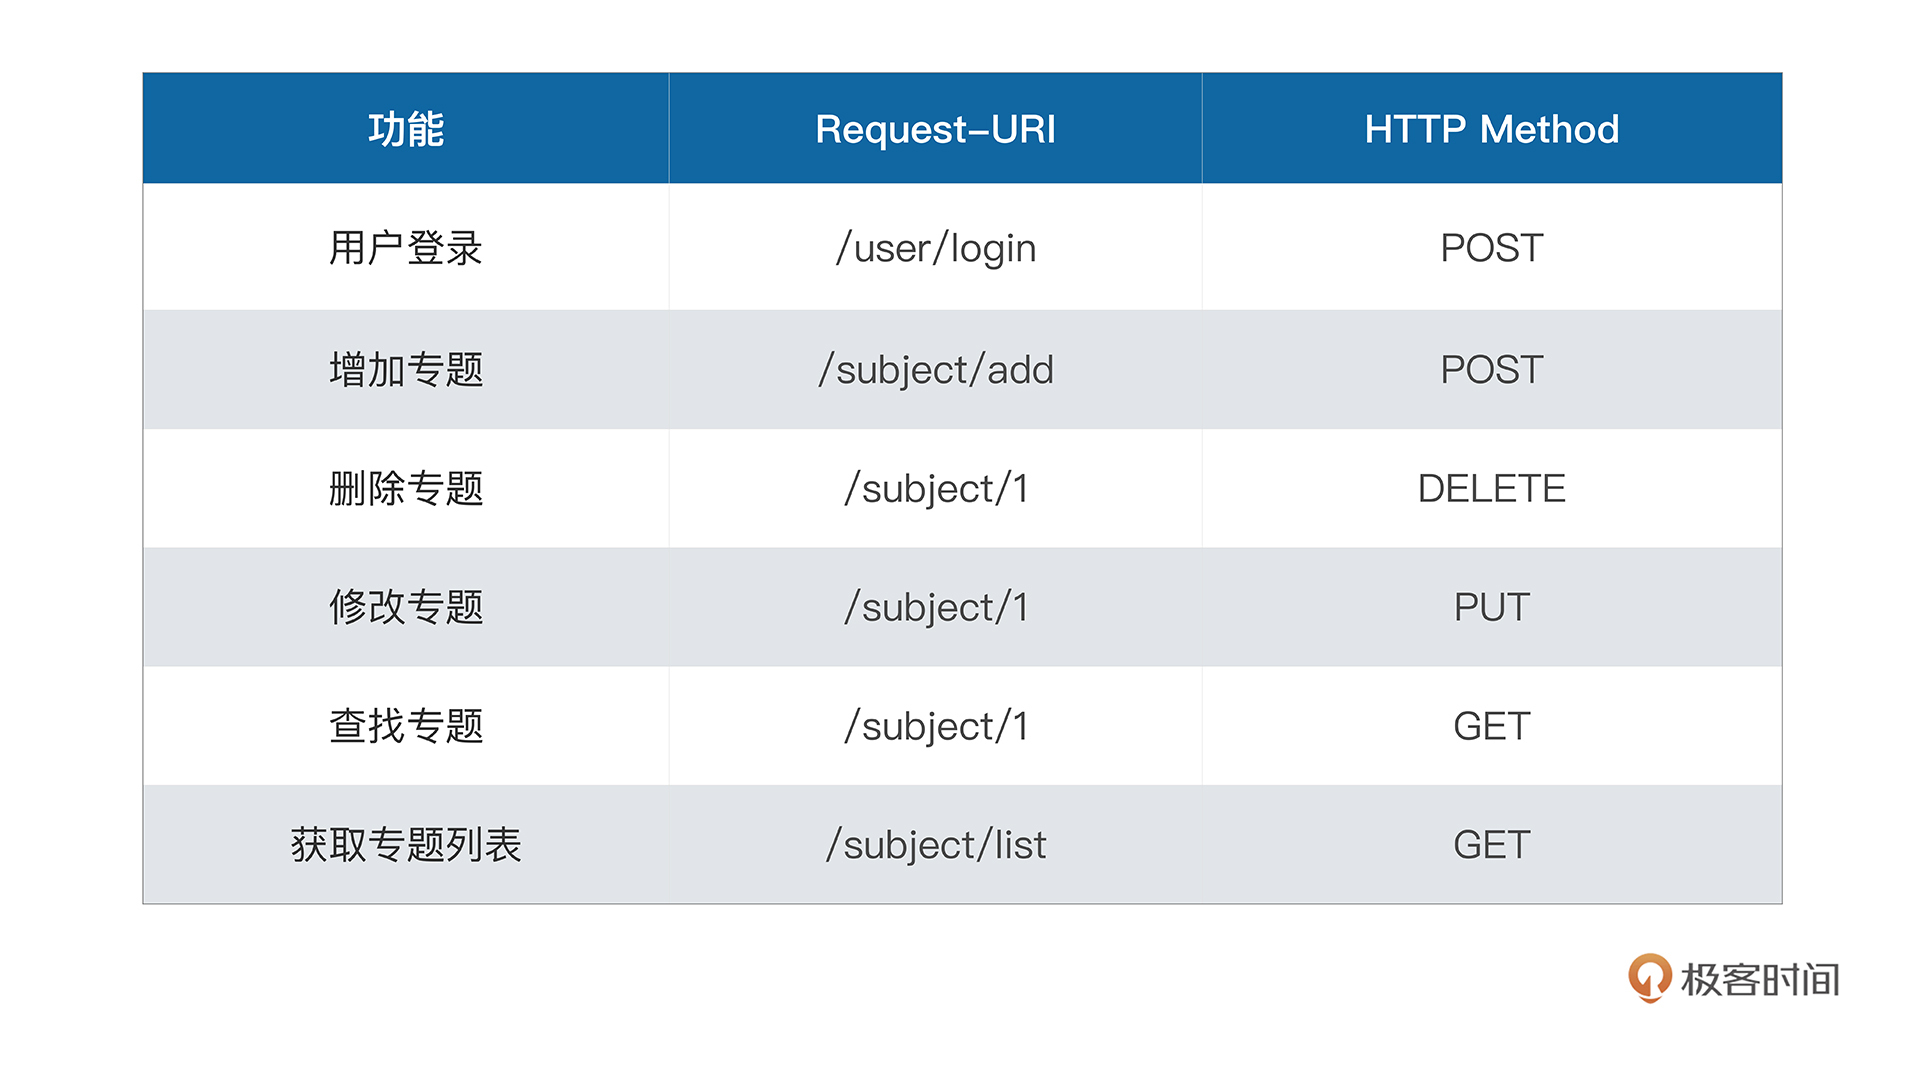 功能 Request-URI HTTP Method
用户登录 /user/login POST
增加专题 /subject/add POST
删除专题 /subject/1 DELETE
修改专题 /subject/1 PUT
查找专题 /subject/1 GET
获取专题列表 /subject/list GET
极客时间